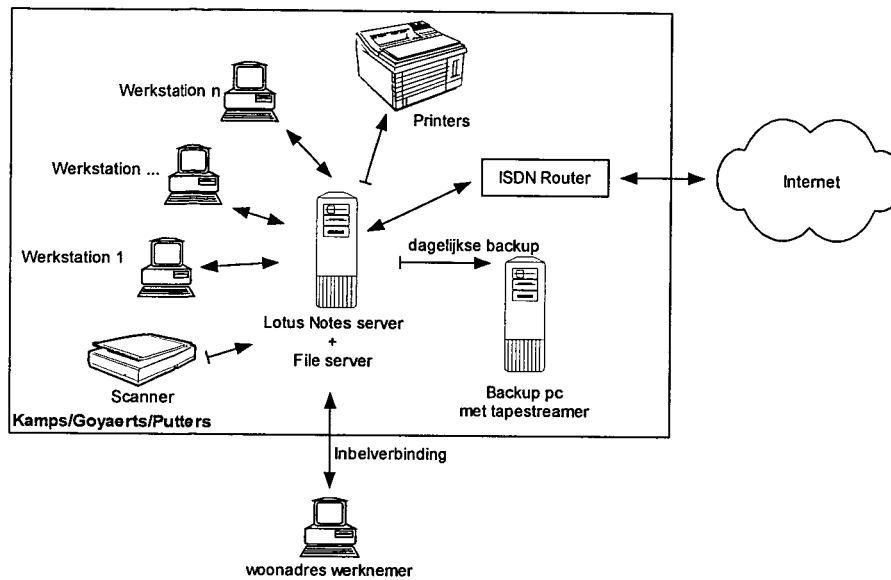 Werkstation n
Printers
Werkstation ...
ISDN Router
Internet
Werkstation 1
dagelijkse backup
Lotus Notes server
+
File server
Scanner
Backup pc
met tapestreamer
Kamps/Goyaerts/Putters
Inbelverbinding
woonadres werknemer